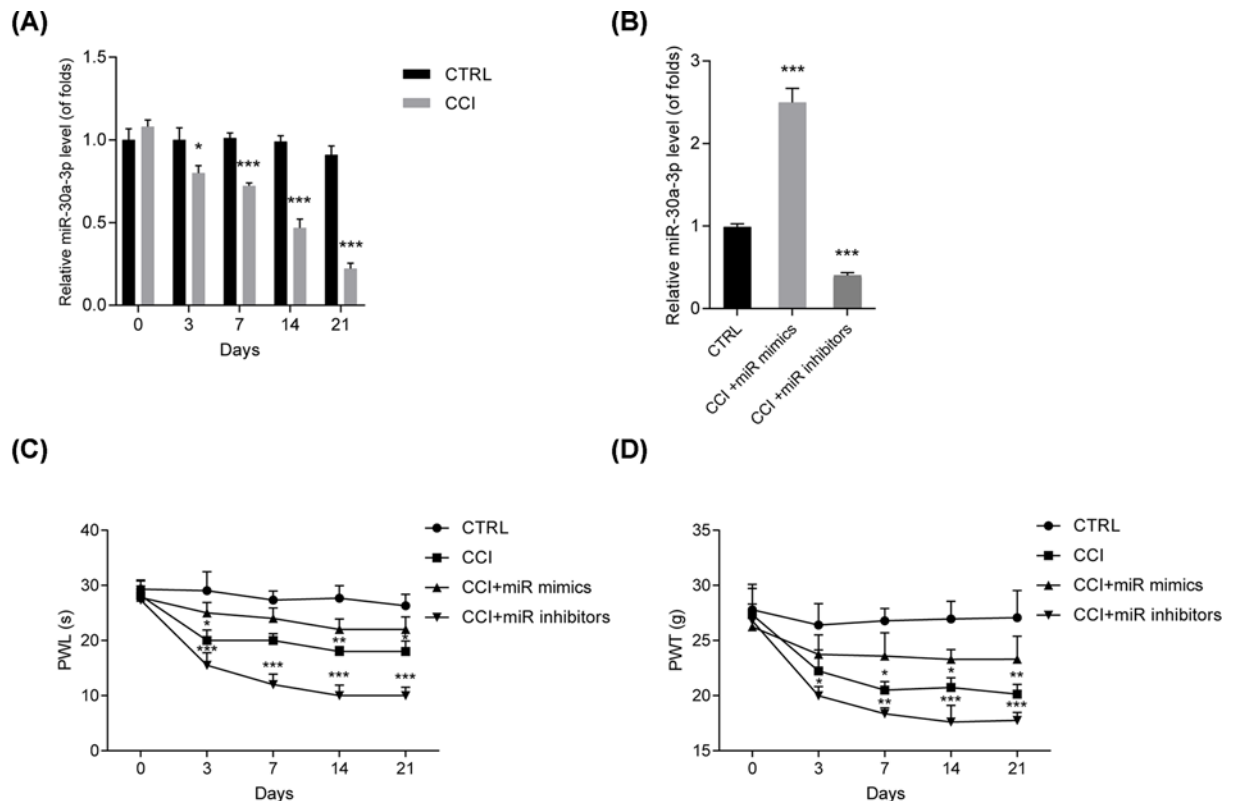 (A)
Relative miR-30a-3p level (of folds)
1.5
1.0
0.5
0.0
CTRL
CCI
*
***
***
***
0 3 7 14 21
Days
(B)
Relative miR-30a-3p level (of folds)
3
2
1
0
***
***
CTRL
CCI +miR mimics
CCI +miR inhibitors
(C)
PWL (s)
40
30
20
10
0
CTRL
CCI
CCI+miR mimics
CCI+miR inhibitors
* ** *
*** *** *** ***
0 3 7 14 21
Days
(D)
PWT (g)
35
30
25
20
15
CTRL
CCI
CCI+miR mimics
CCI+miR inhibitors
* * **
* ** *** ***
0 3 7 14 21
Days